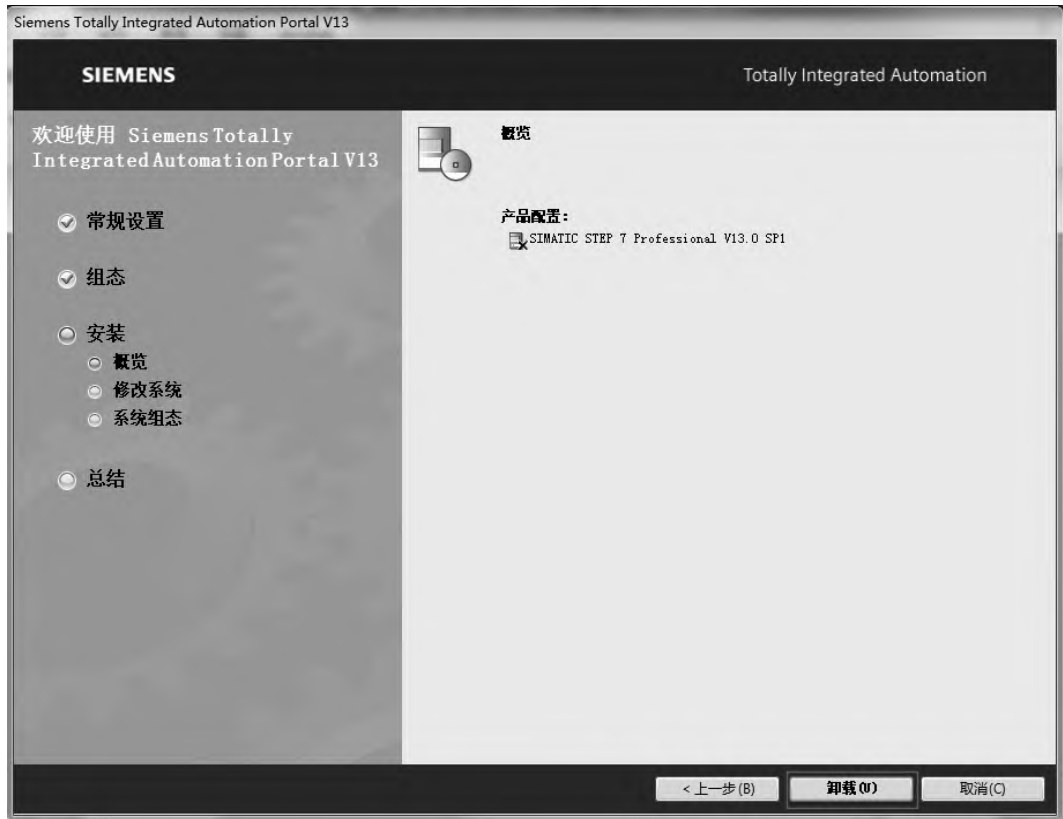 Siemens Totally Integrated Automation Portal V13
SIEMENS
Totally Integrated Automation
欢迎使用 Siemens Totally
Integrated Automation Portal V13
常规设置
组态
安装
概览
修改系统
系统组态
总结
概览
产品配置:
SIMATIC STEP 7 Professional V13.0 SP1
<上一步(B)
卸载(U)
取消(C)